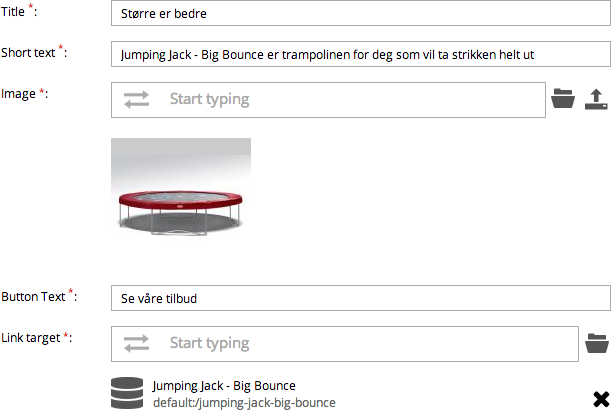 Title *:
Større er bedre
Short text *:
Jumping Jack - Big Bounce er trampolinen for deg som vil ta strikken helt ut
Image *:
Start typing
Button Text *:
Se våre tilbud
Link target *:
Start typing
Jumping Jack - Big Bounce
default:/jumping-jack-big-bounce